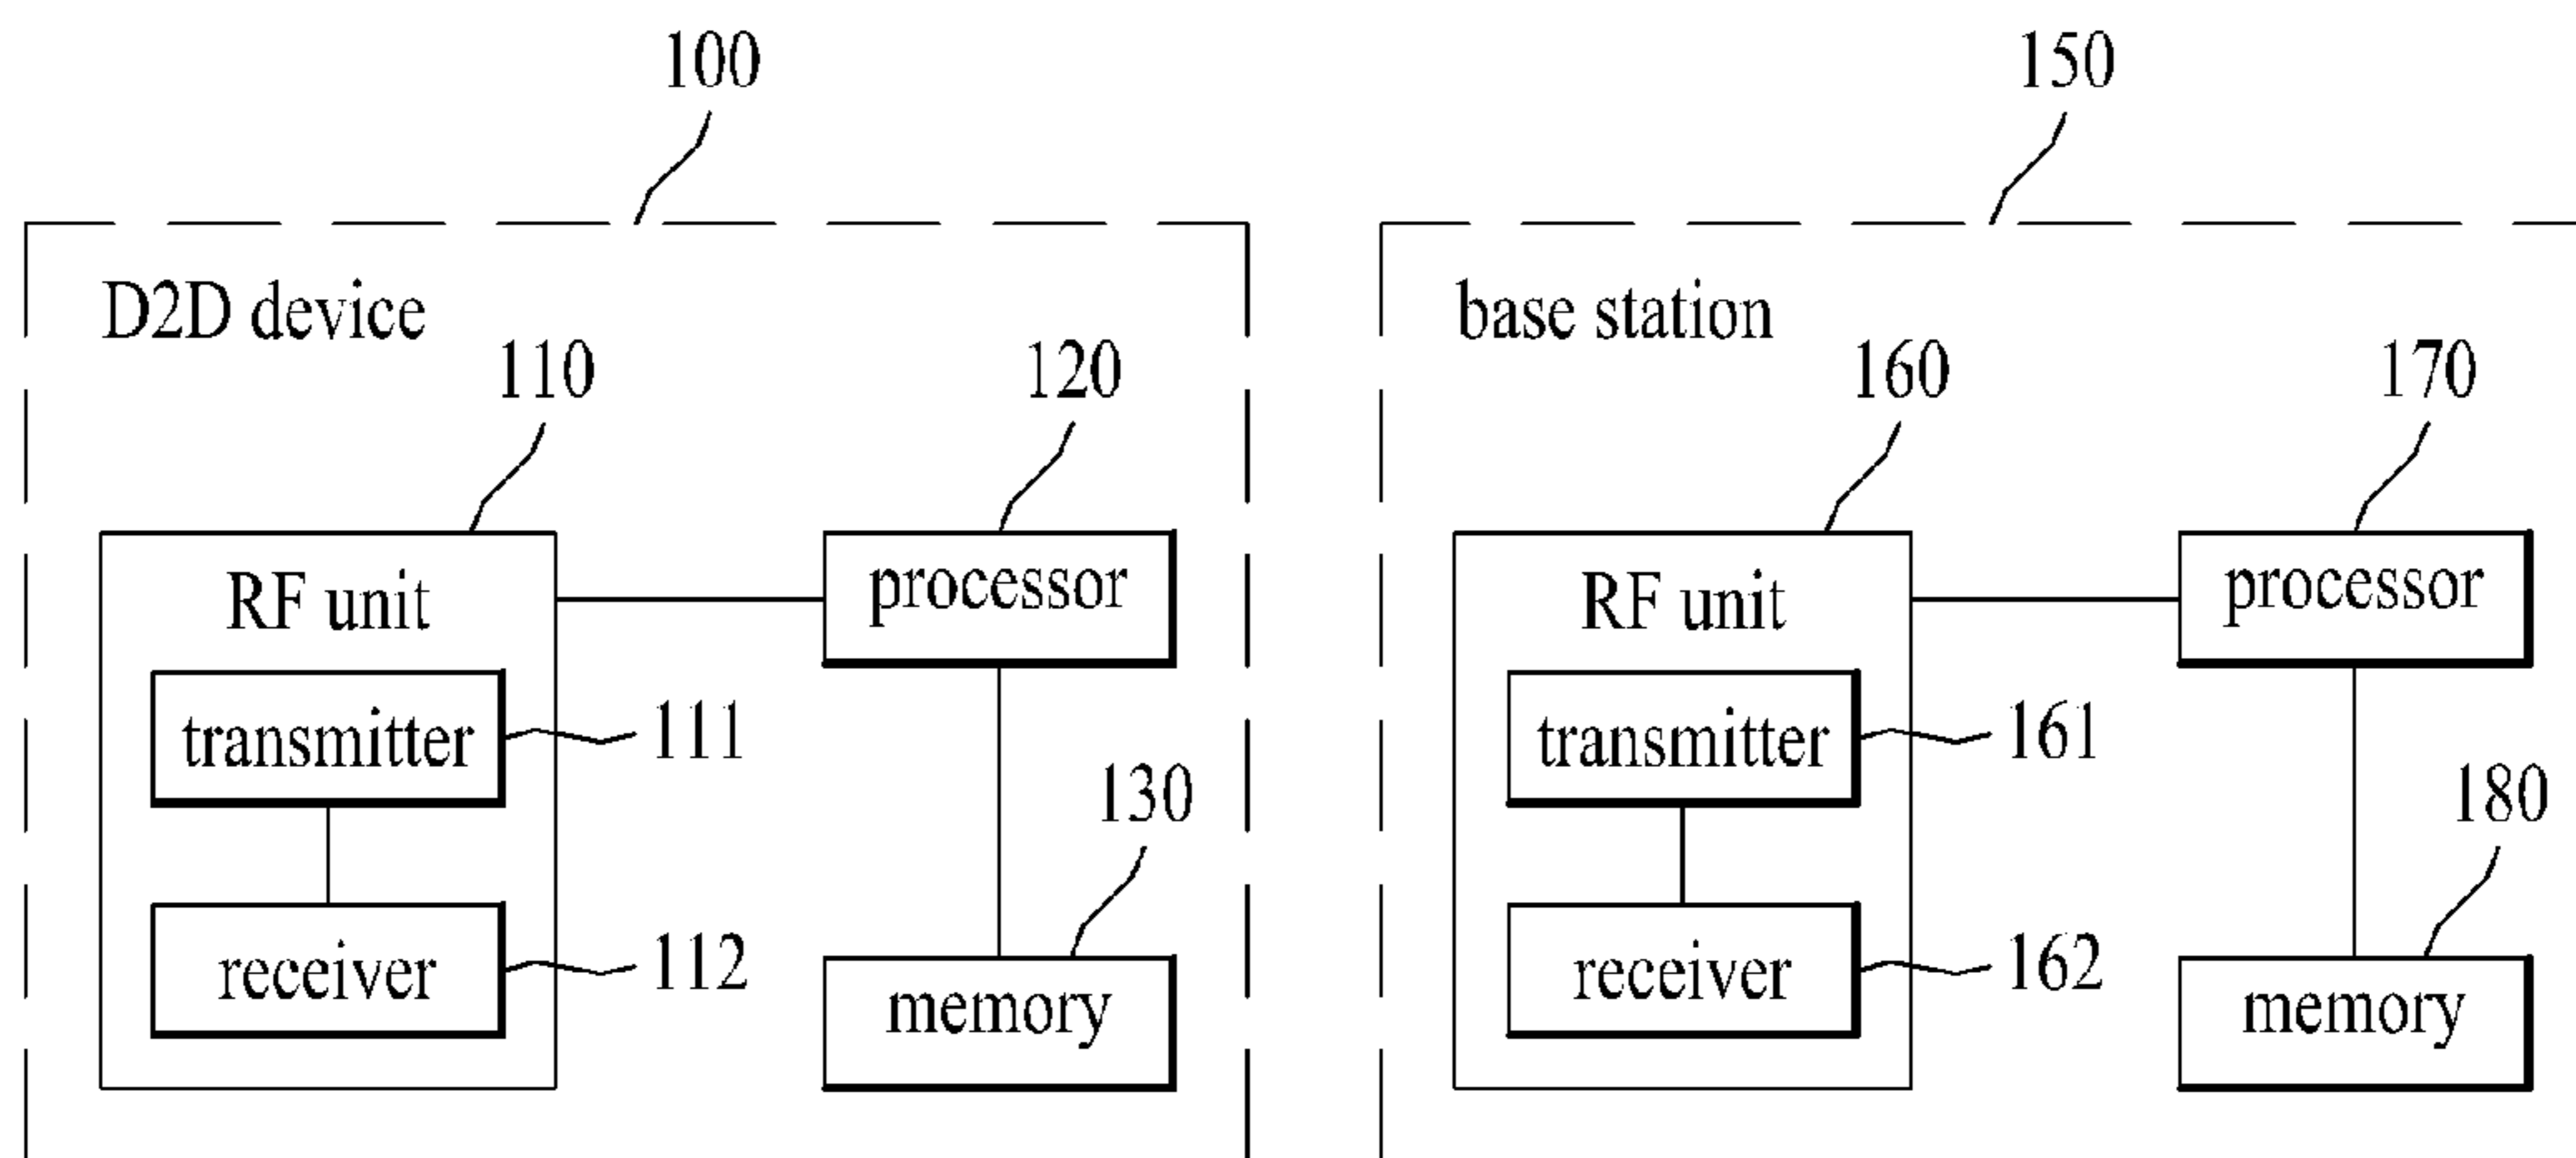 100
150
D2D device
base station
110
120
160
170
RF unit
processor
RF unit
processor
transmitter
111
transmitter
161
130
180
receiver
112
receiver
162
memory
memory